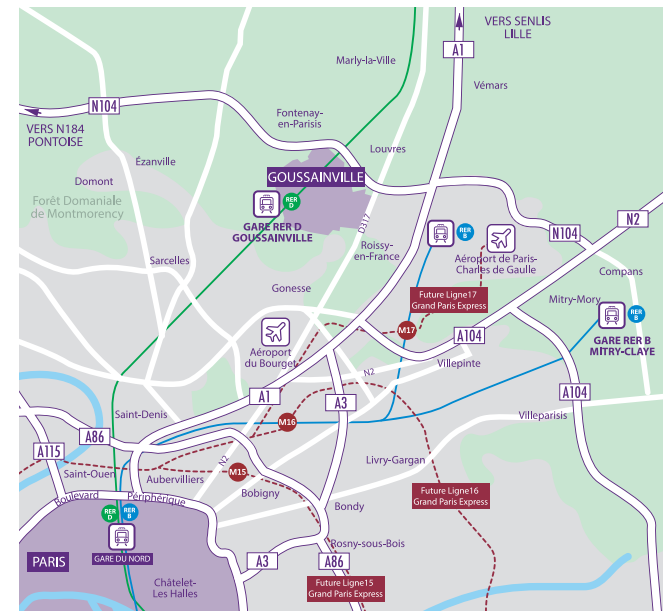 VERS SENLIS
LILLE
A1
Marly-la-Ville
Vémars
N104
VERS N184
PONTOISE
Fontenay-
en-Parisis
Louvres
Ézanville
Domont
GOUSSAINVILLE
Forêt Domaniale
de Montmorency
RER
D
GARE RER D
GOUSSAINVILLE
D317
N2
RER
B
N104
Roissy-
en-France
Aéroport de Paris-
Charles de Gaulle
Sarcelles
Compans
Gonesse
Future Ligne17
Grand Paris Express
Mitry-Mory
RER
B
M17
A104
GARE RER B
MITRY-CLAYE
Aéroport
du Bourget
Villepinte
N2
A1
A3
A104
Saint-Denis
Villeparisis
M16
A86
A115
N2
Livry-Gargan
Saint-Ouen
Aubervilliers
M15
Bobigny
Future Ligne16
Grand Paris Express
Boulevard
Périphérique
Bondy
RER
D
RER
B
Rosny-sous-Bois
PARIS
GARE DU NORD
A3
A86
Châtelet-
Les Halles
Future Ligne15
Grand Paris Express